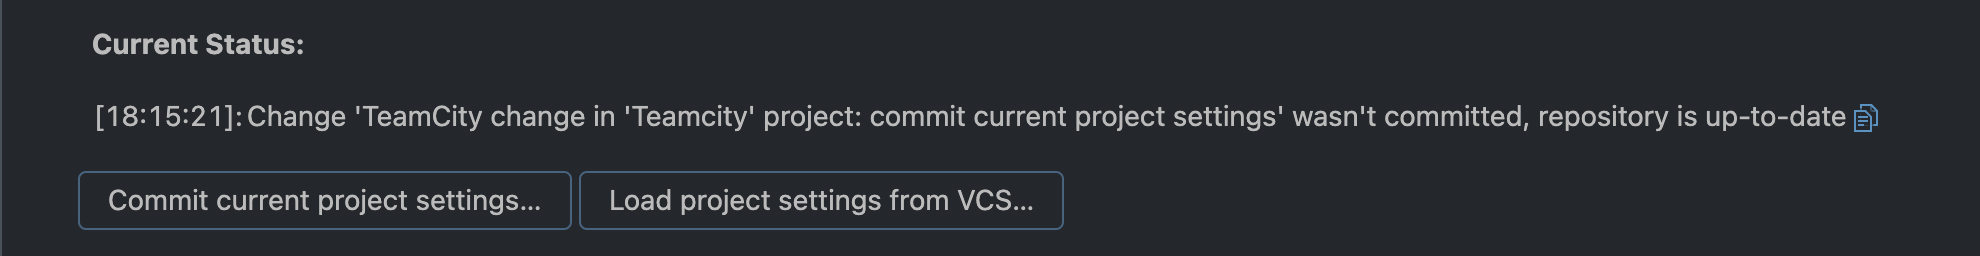 Current Status:
[18:15:21]: Change 'TeamCity change in 'Teamcity' project: commit current project settings' wasn't committed, repository is up-to-date
Commit current project settings... Load project settings from VCS...